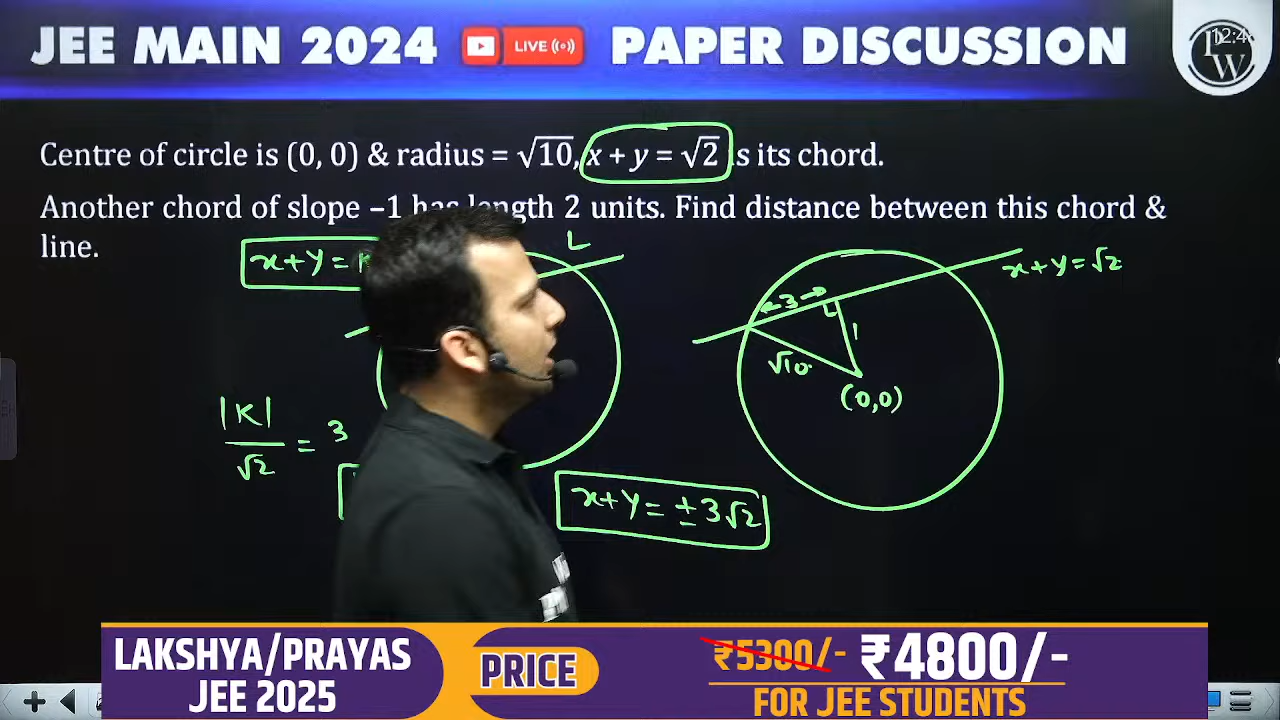 JEE MAIN 2024 LIVE PAPER DISCUSSION
12:4
W
Centre of circle is (0, 0) & radius = √10, x + y = √2 is its chord.
Another chord of slope –1 has length 2 units. Find distance between this chord &
line.
x+y=
L
x+y=√2
3
1
√10
(0,0)
|K|/√2 = 3
x+y=±3√2
LAKSHYA/PRAYAS
JEE 2025
PRICE
₹5300/- ₹4800/-
FOR JEE STUDENTS